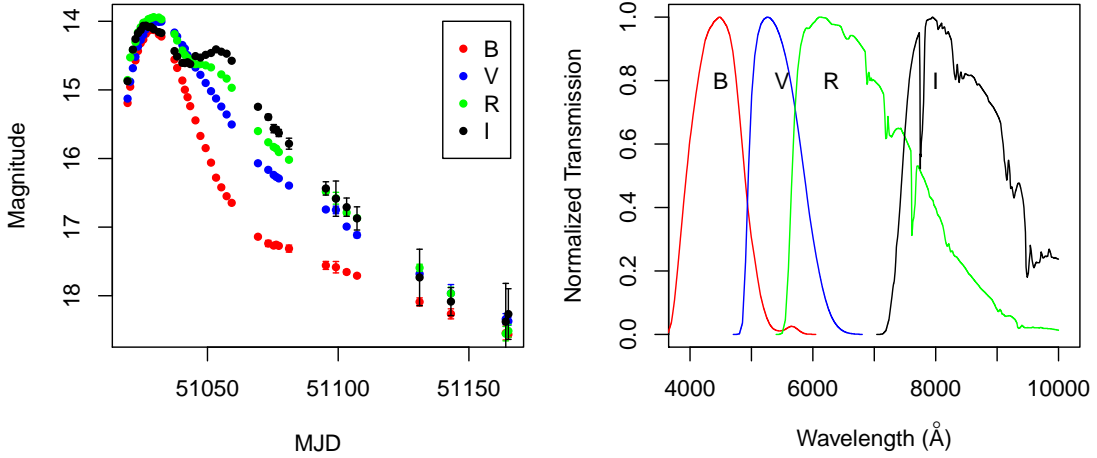 14
15
16
17
18
Magnitude
B
V
R
I
51050
51100
51150
MJD
1.0
0.8
0.6
0.4
0.2
0.0
Normalized Transmission
B V R I
4000 6000 8000 10000
Wavelength (Å)